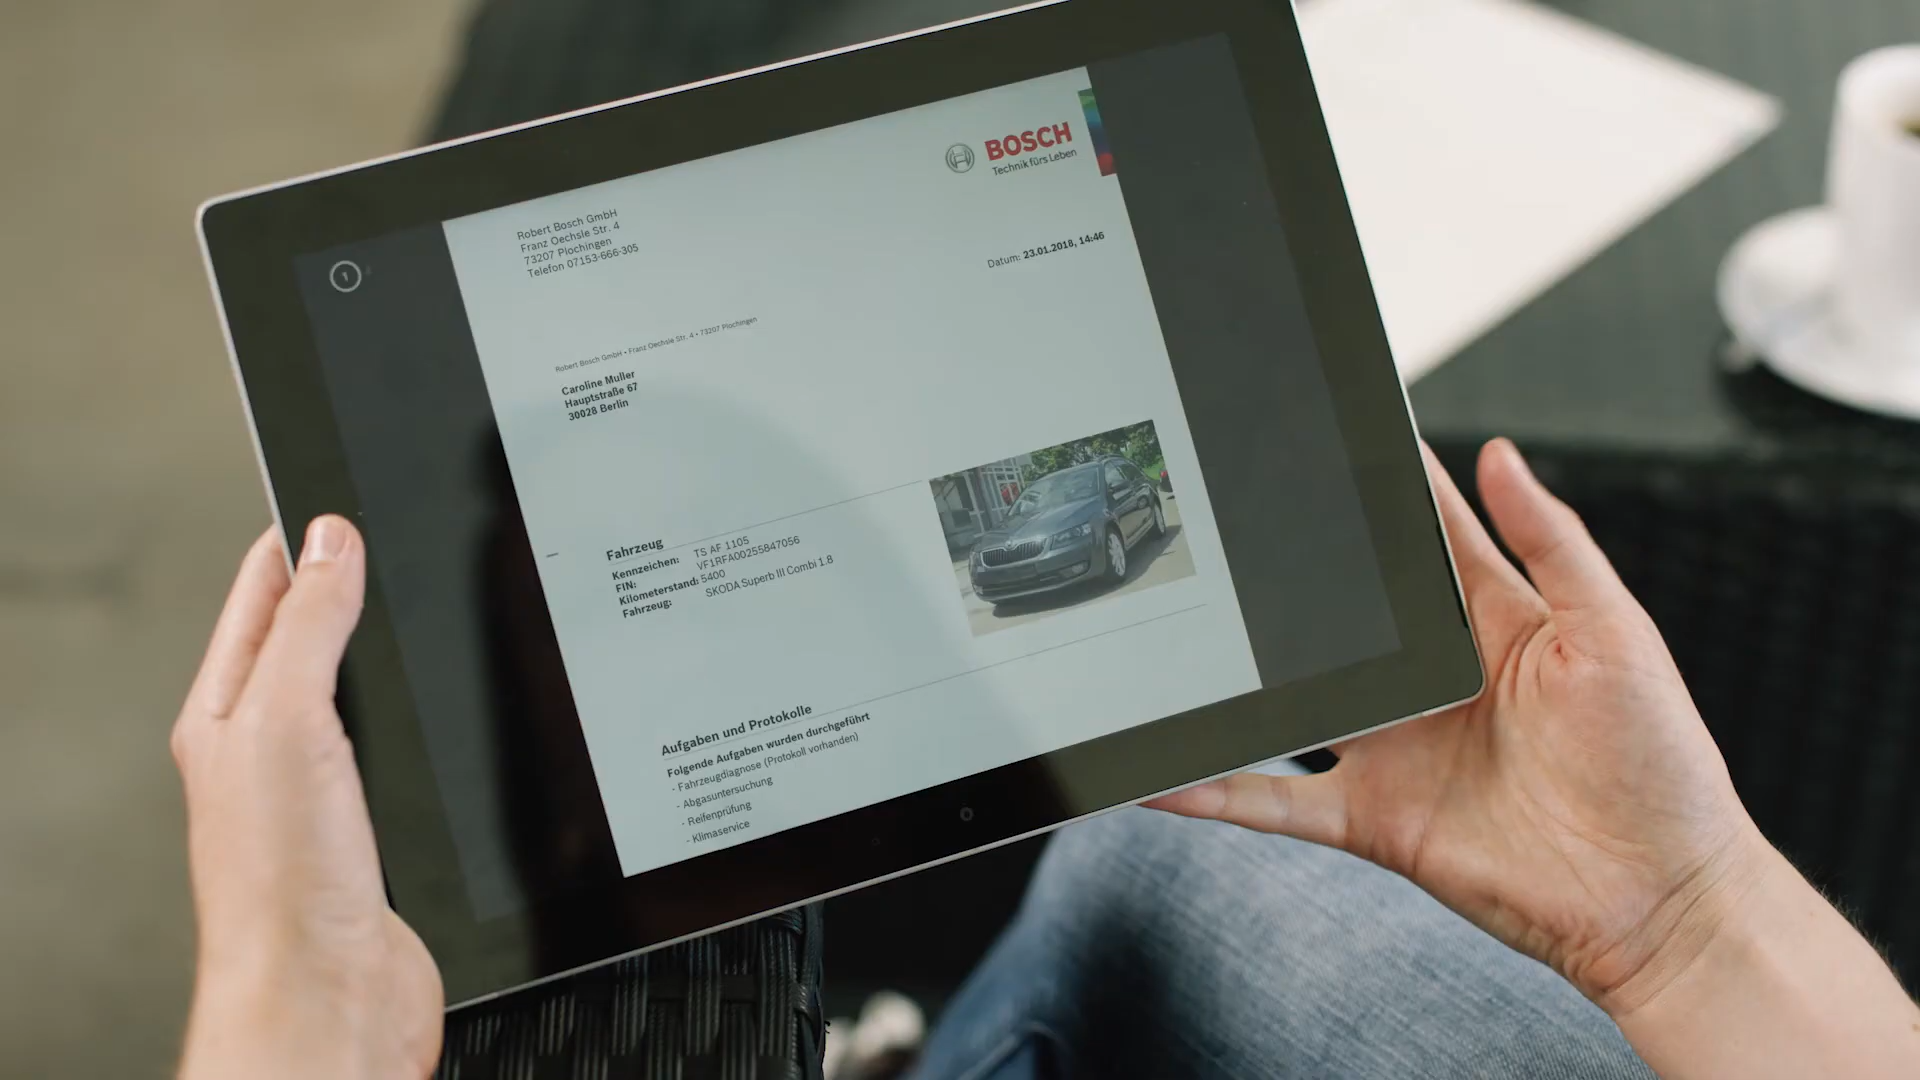 BOSCH
Technik fürs Leben
Robert Bosch GmbH
Franz Oechsle Str. 4
73207 Plochingen
Telefon 07153-666-305
Datum: 23.01.2018, 14:46
Robert Bosch GmbH • Franz Oechsle Str. 4 • 73207 Plochingen
Caroline Muller
Hauptstraße 67
30028 Berlin
Fahrzeug
Kennzeichen: TS AF 1105
FIN: VF1RFA00255847056
Kilometerstand: 5400
Fahrzeug: SKODA Superb III Combi 1.8
Aufgaben und Protokolle
Folgende Aufgaben wurden durchgeführt
- Fahrzeugdiagnose (Protokoll vorhanden)
- Abgasuntersuchung
- Reifenprüfung
- Klimaservice
1